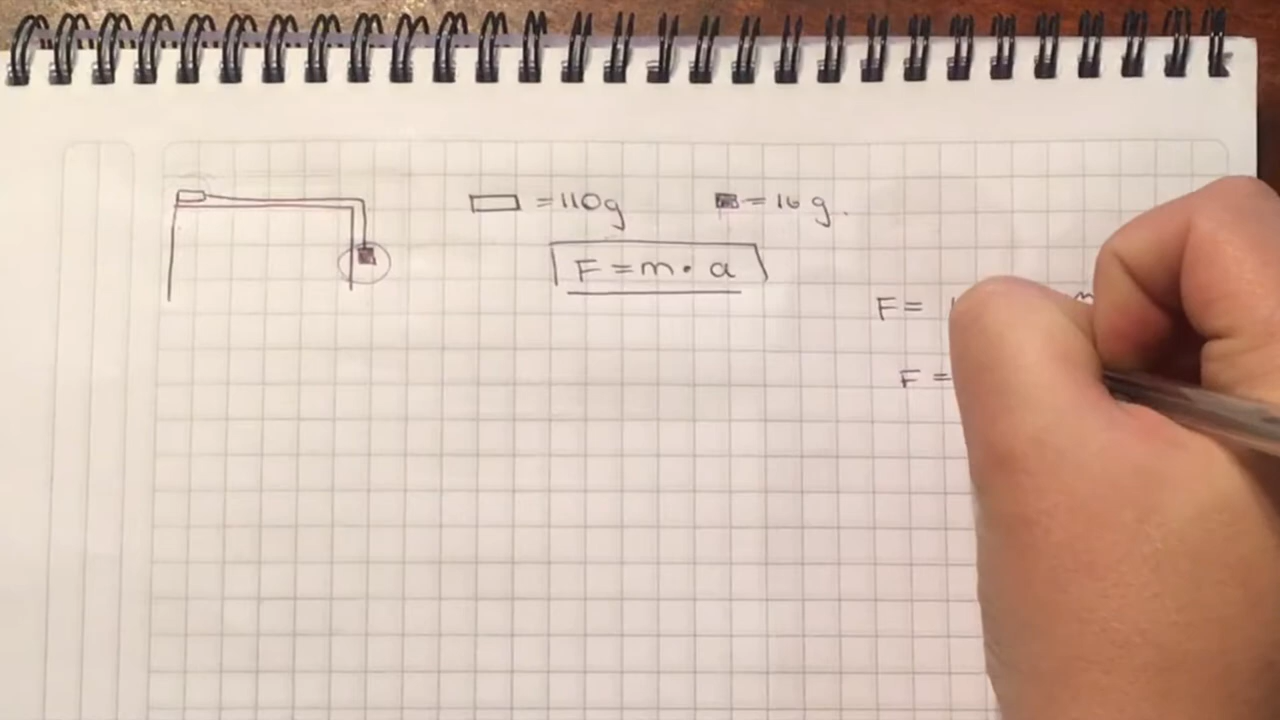 = 110g = 16 g.
F = m · a
F =
F =